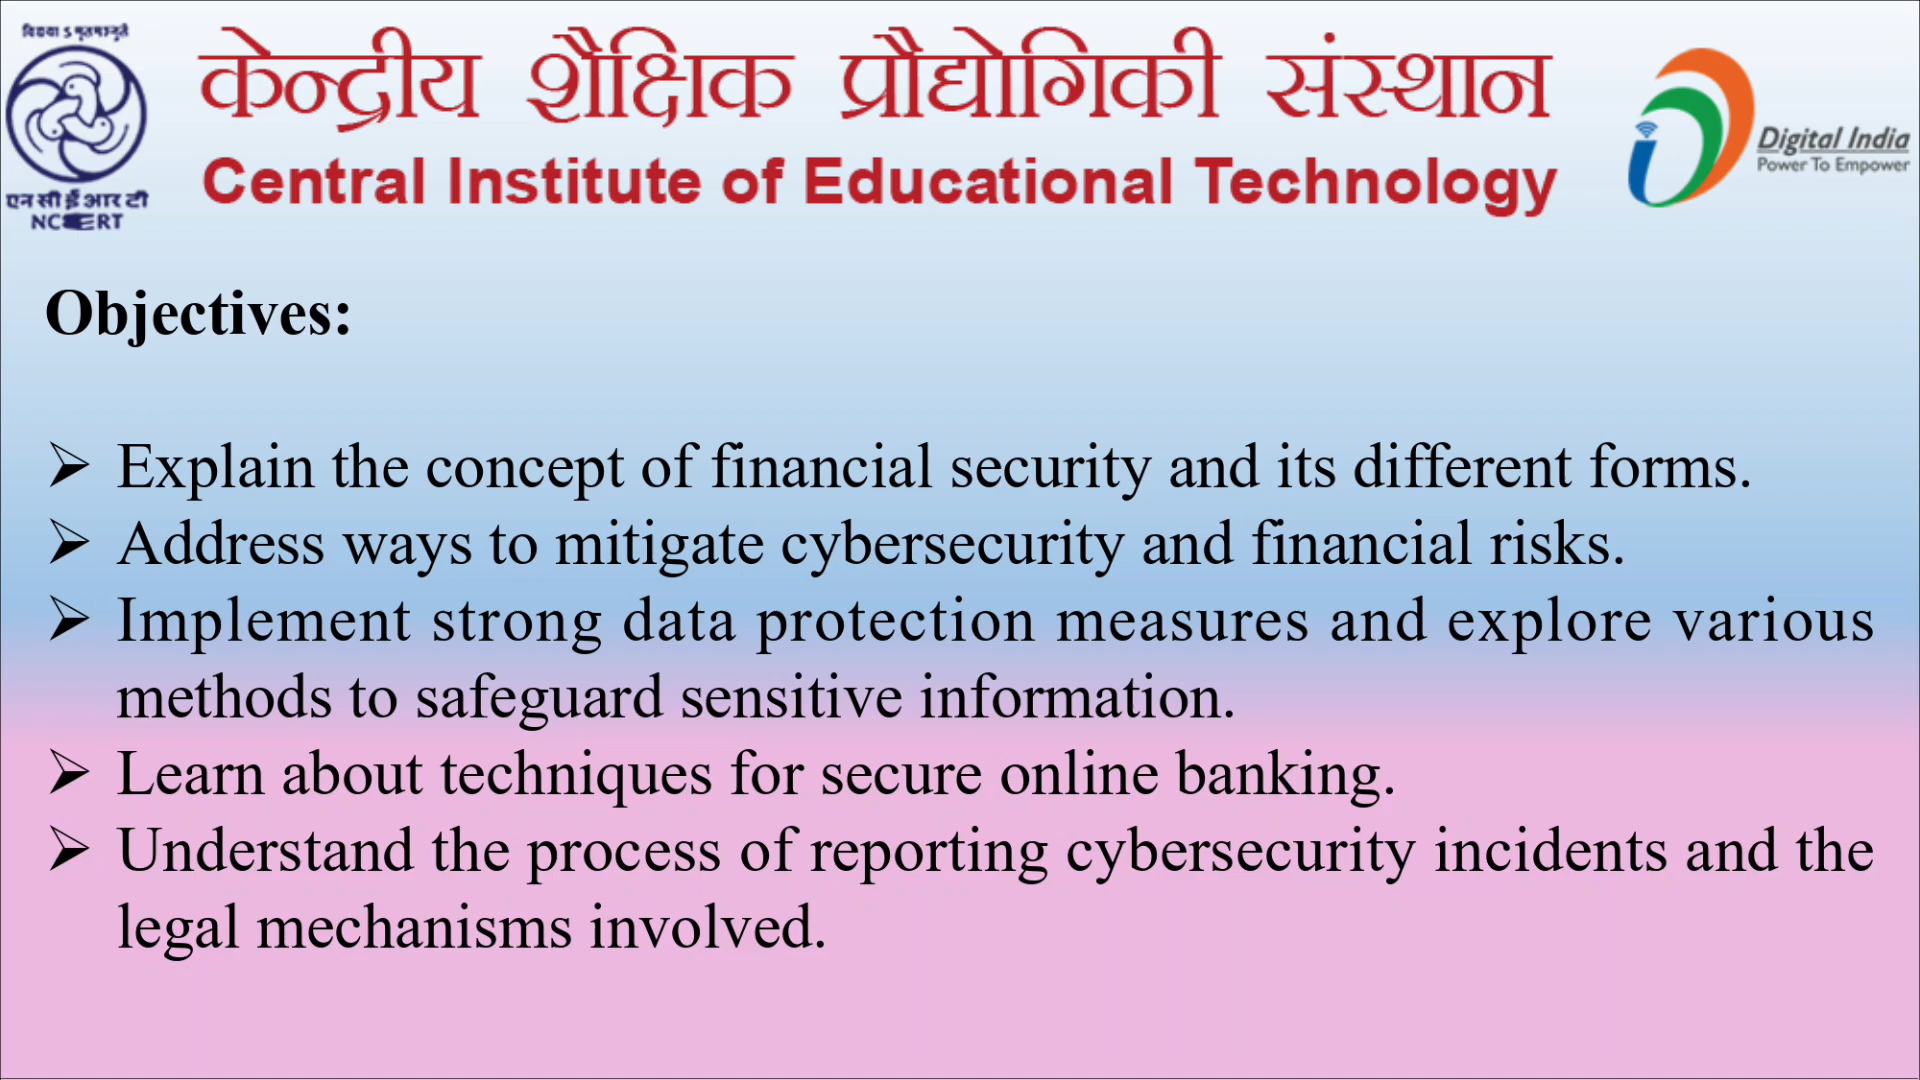 विद्यया ऽ मृतमश्नुते
केन्द्रीय शैक्षिक प्रौद्योगिकी संस्थान
Central Institute of Educational Technology
एन सी ई आर टी
NCERT
Digital India
Power To Empower
Objectives:
➢ Explain the concept of financial security and its different forms.
➢ Address ways to mitigate cybersecurity and financial risks.
➢ Implement strong data protection measures and explore various
methods to safeguard sensitive information.
➢ Learn about techniques for secure online banking.
➢ Understand the process of reporting cybersecurity incidents and the
legal mechanisms involved.